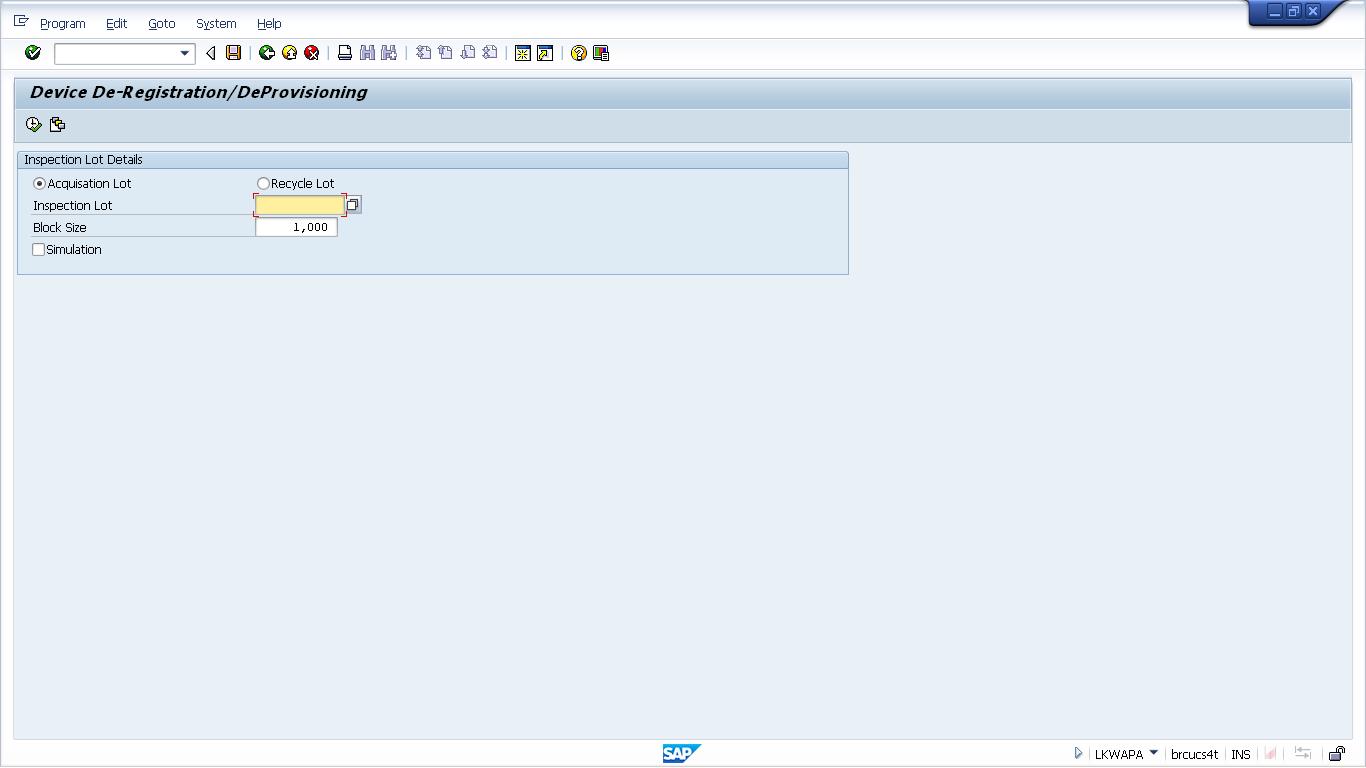 Program Edit Goto System Help
Device De-Registration/DeProvisioning
Inspection Lot Details
Acquisation Lot Recycle Lot
Inspection Lot
Block Size 1,000
Simulation
SAP LKWAPA brcucs4t INS